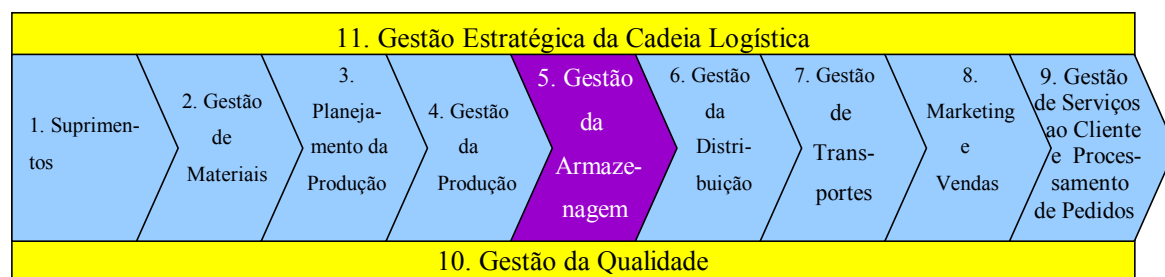 11. Gestão Estratégica da Cadeia Logística
1. Suprimen-
tos
2. Gestão
de
Materiais
3.
Planeja-
mento da
Produção
4. Gestão
da
Produção
5. Gestão
da
Armaze-
nagem
6. Gestão
da
Distri-
buição
7. Gestão
de
Trans-
portes
8.
Marketing
e
Vendas
9. Gestão
de Serviços
ao Cliente
e Proces-
samento
de Pedidos
10. Gestão da Qualidade